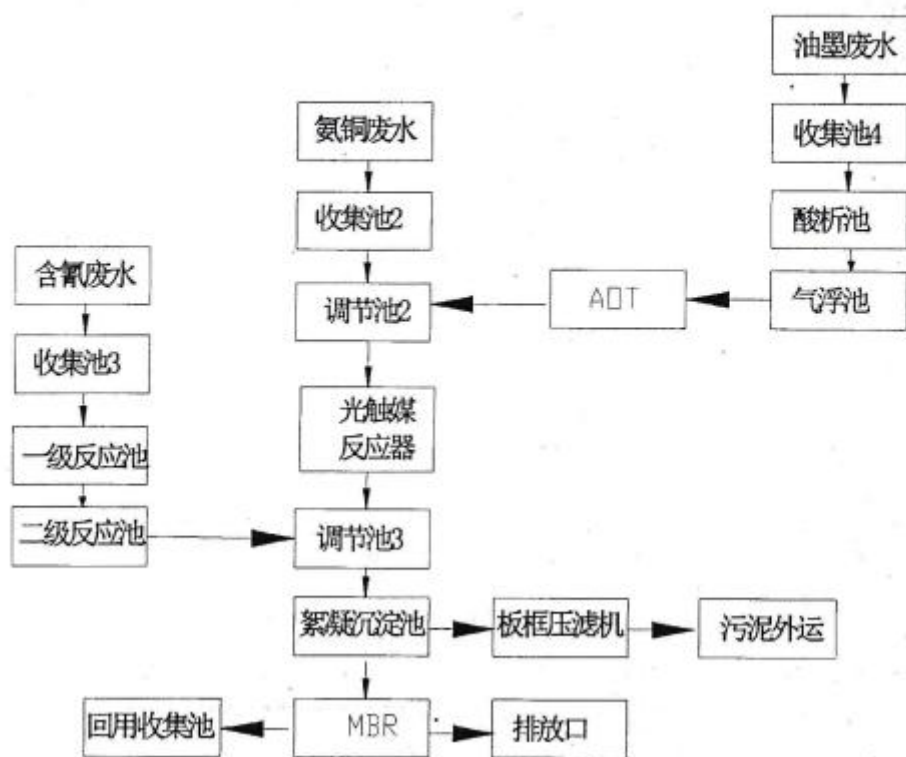 油墨废水
氨铜废水
收集池4
收集池2
酸析池
含氰废水
调节池2
AOT
气浮池
收集池3
光触媒
反应器
一级反应池
二级反应池
调节池3
絮凝沉淀池
板框压滤机
污泥外运
回用收集池
MBR
排放口